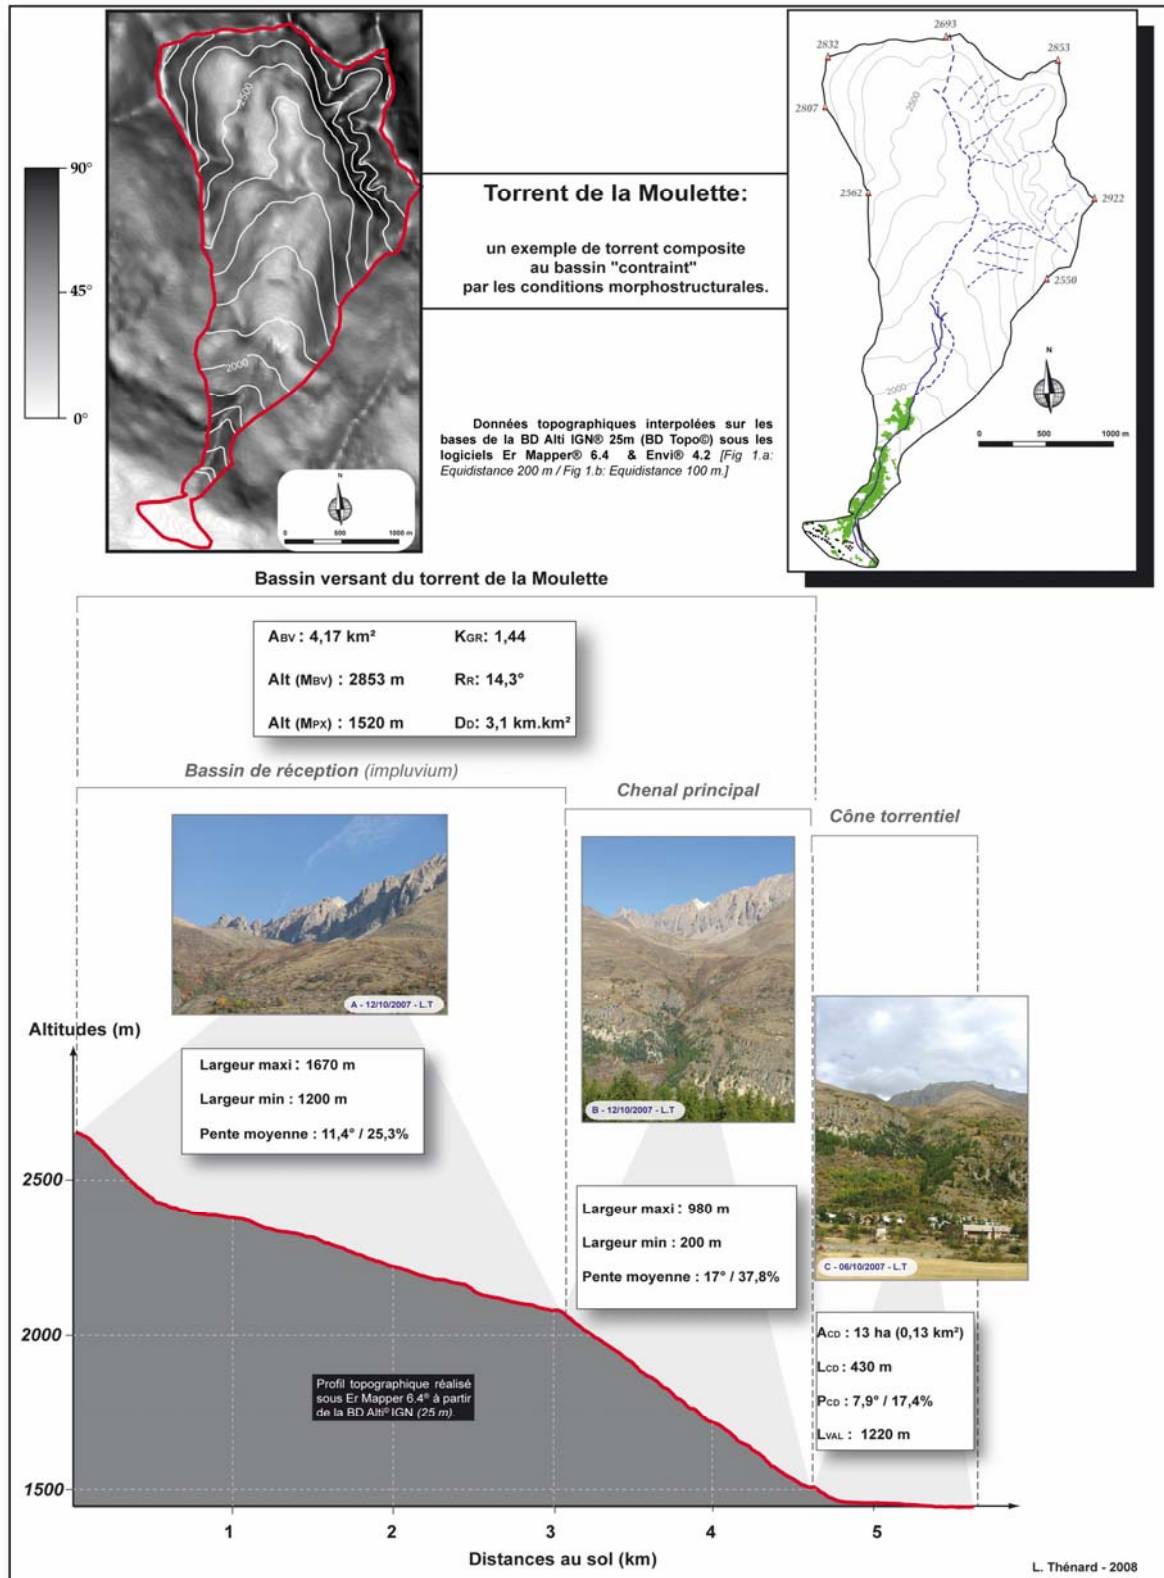 2500
2000
90°
45°
0°
N
0 500 1000 m
Torrent de la Moulette:
un exemple de torrent composite
au bassin "contraint"
par les conditions morphostructurales.
Données topographiques interpolées sur les
bases de la BD Alti IGN® 25m (BD Topo©) sous les
logiciels Er Mapper® 6.4 & Envi® 4.2 [Fig 1.a:
Equidistance 200 m / Fig 1.b: Equidistance 100 m.]
2693
2832
2853
2807
2500
2562
2922
2550
2000
N
0 500 1000 m
Bassin versant du torrent de la Moulette
ABV : 4,17 km² KGR: 1,44
Alt (MBV) : 2853 m RR: 14,3°
Alt (MPX) : 1520 m DD: 3,1 km.km²
Bassin de réception (impluvium)
Chenal principal
Cône torrentiel
A - 12/10/2007 - L.T
B - 12/10/2007 - L.T
C - 06/10/2007 - L.T
Altitudes (m)
Largeur maxi : 1670 m
Largeur min : 1200 m
Pente moyenne : 11,4° / 25,3%
Largeur maxi : 980 m
Largeur min : 200 m
Pente moyenne : 17° / 37,8%
ACD : 13 ha (0,13 km²)
LCD : 430 m
PCD : 7,9° / 17,4%
LVAL : 1220 m
2500
2000
1500
Profil topographique réalisé
sous Er Mapper 6.4® à partir
de la BD Alti® IGN (25 m).
1 2 3 4 5
Distances au sol (km)
L. Thénard - 2008